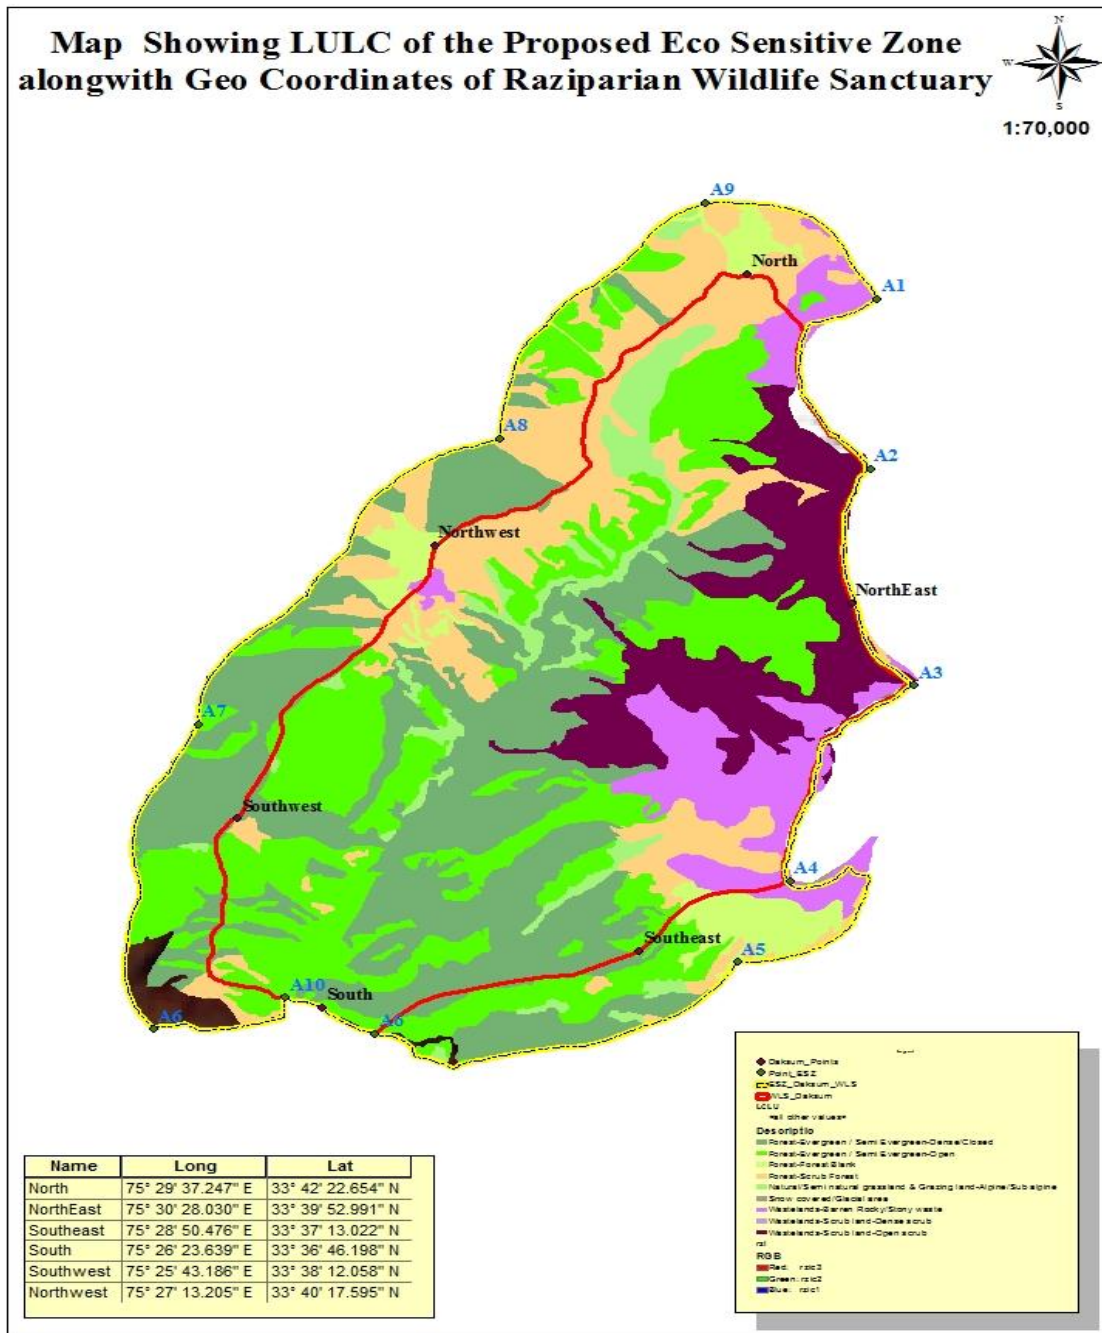 Map Showing LULC of the Proposed Eco Sensitive Zone
alongwith Geo Coordinates of Raziparian Wildlife Sanctuary
N
W
S
1:70,000
A9
North
A1
A8
A2
Northwest
NorthEast
A3
A7
Southwest
A4
Southeast
A5
A10
South
A6
A6
Name Long Lat
North 75° 29' 37.247" E 33° 42' 22.654" N
NorthEast 75° 30' 28.030" E 33° 39' 52.991" N
Southeast 75° 28' 50.476" E 33° 37' 13.022" N
South 75° 26' 23.639" E 33° 36' 46.198" N
Southwest 75° 25' 43.186" E 33° 38' 12.058" N
Northwest 75° 27' 13.205" E 33° 40' 17.595" N
Daksum_Points
Point_ESZ
ESZ_Daksum_WLS
WLS_Daksum
LCLU
<all other values>
Descriptio
Forest-Evergreen / Semi Evergreen-Dense/Closed
Forest-Evergreen / Semi Evergreen-Open
Forest-Forest Blank
Forest-Scrub Forest
Natural/Semi natural grassland & Grazing land-Alpine/Sub alpine
Snow covered/Glacial area
Wastelands-Barren Rocky/Stony waste
Wastelands-Scrub land-Dense scrub
Wastelands-Scrub land-Open scrub
RGB
Red:
Green:
Blue: